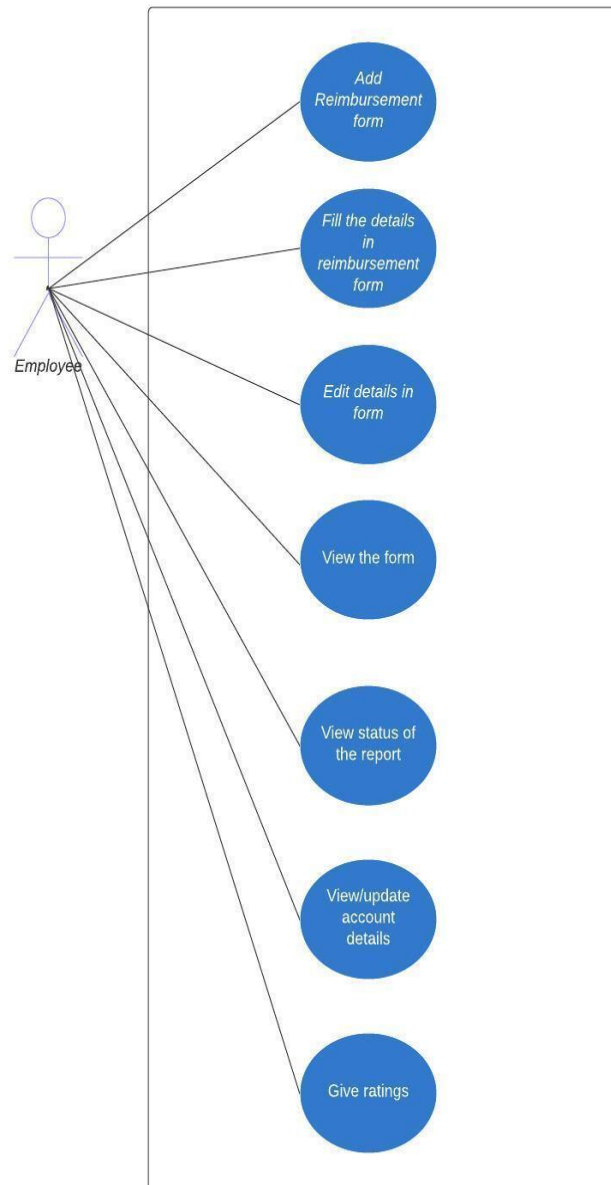 Add
Reimbursement
form
Fill the details
in
reimbursement
form
Employee
Edit details in
form
View the form
View status of
the report
View/update
account
details
Give ratings